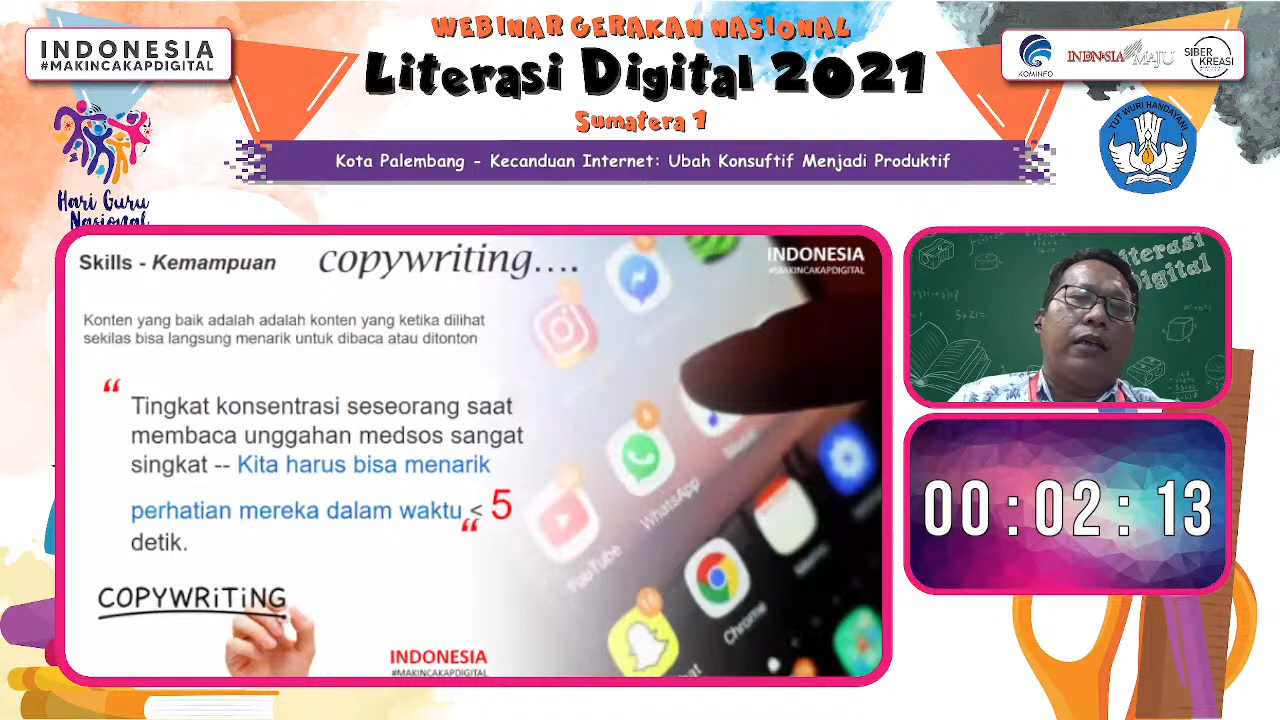 WEBINAR GERAKAN NASIONAL
Literasi Digital 2021
Sumatera 1
INDONESIA
#MAKINCAKAPDIGITAL
KOMINFO
INDONESIA MAJU
SIBER
KREASI
TUT WURI HANDAYANI
Kota Palembang - Kecanduan Internet: Ubah Konsuftif Menjadi Produktif
Hari Guru
Nasional
Skills - Kemampuan
copywriting....
INDONESIA
#MAKINCAKAPDIGITAL
Konten yang baik adalah adalah konten yang ketika dilihat
sekilas bisa langsung menarik untuk dibaca atau ditonton
“
Tingkat konsentrasi seseorang saat
membaca unggahan medsos sangat
singkat -- Kita harus bisa menarik
perhatian mereka dalam waktu < 5
detik.
“
COPYWRiTiNG
INDONESIA
#MAKINCAKAPDIGITAL
WhatsApp
YouTube
Chrome
Literasi
Digital
00 : 02 : 13